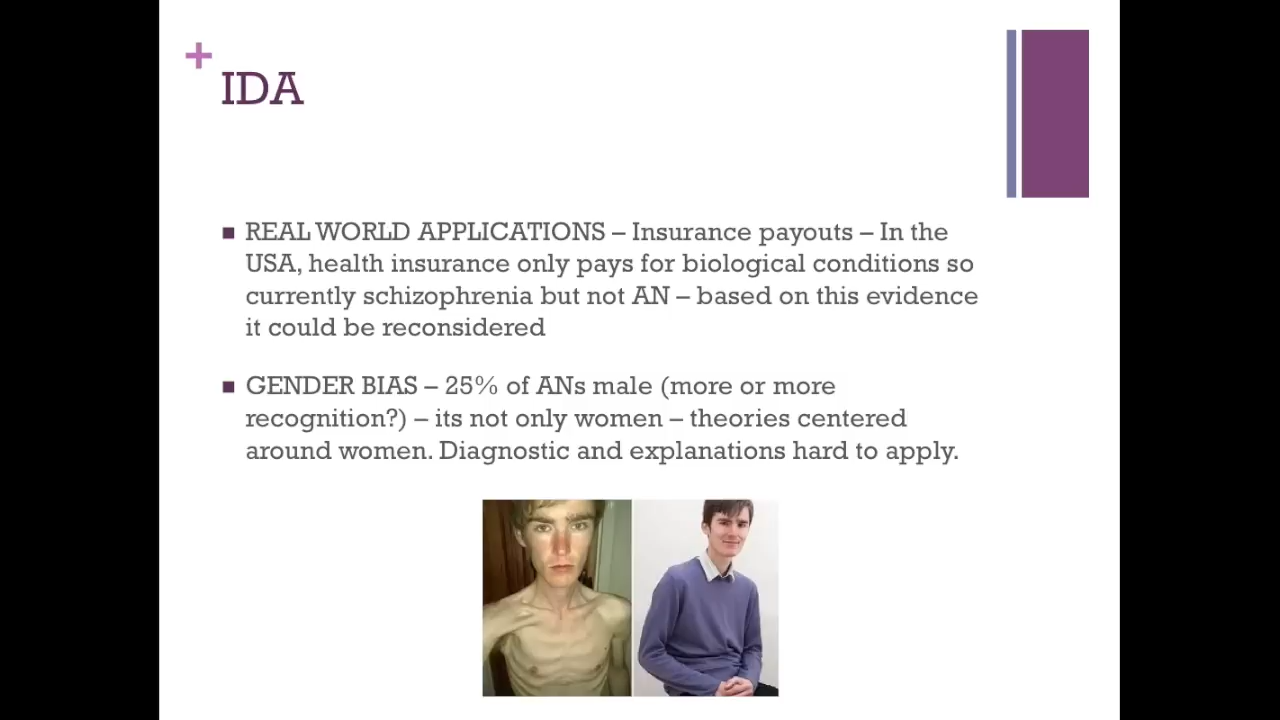 IDA
REAL WORLD APPLICATIONS – Insurance payouts – In the
USA, health insurance only pays for biological conditions so
currently schizophrenia but not AN – based on this evidence
it could be reconsidered
GENDER BIAS – 25% of ANs male (more or more
recognition?) – its not only women – theories centered
around women. Diagnostic and explanations hard to apply.